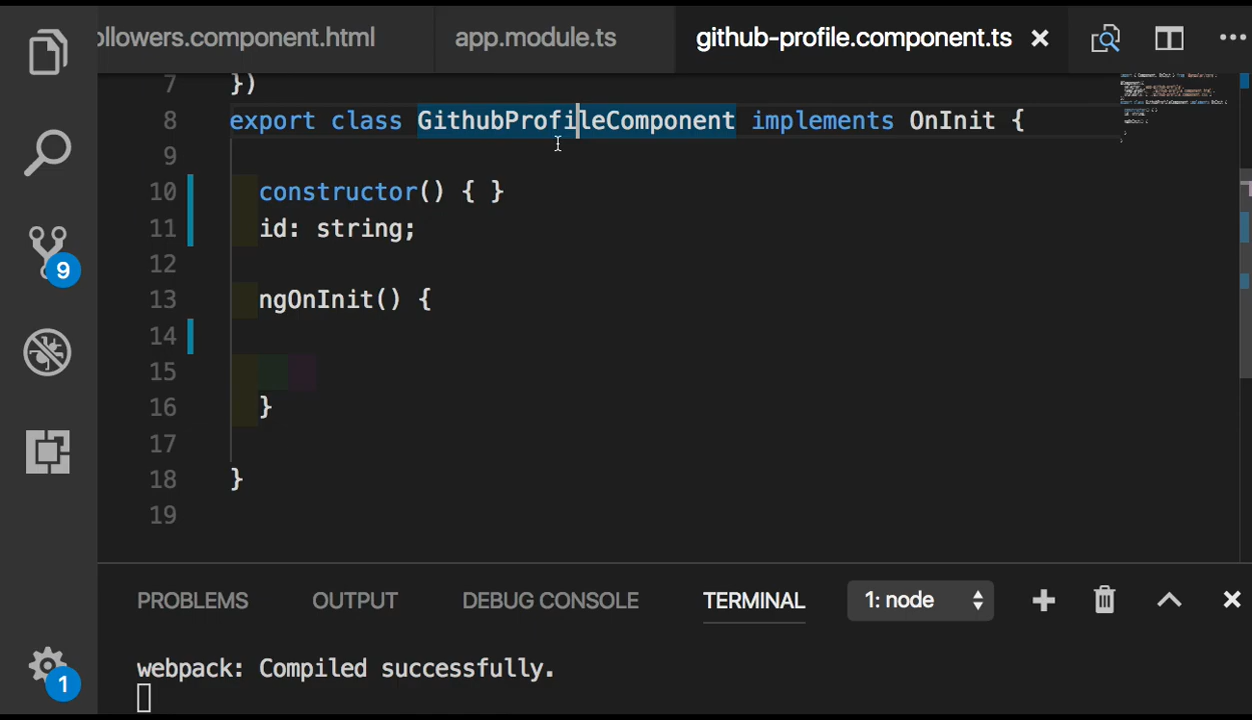 ollowers.component.html app.module.ts github-profile.component.ts
7 })
8 export class GithubProfileComponent implements OnInit {
9
10 constructor() { }
11 id: string;
12
13 ngOnInit() {
14
15
16 }
17
18 }
19
9
1
PROBLEMS OUTPUT DEBUG CONSOLE TERMINAL 1: node
webpack: Compiled successfully.